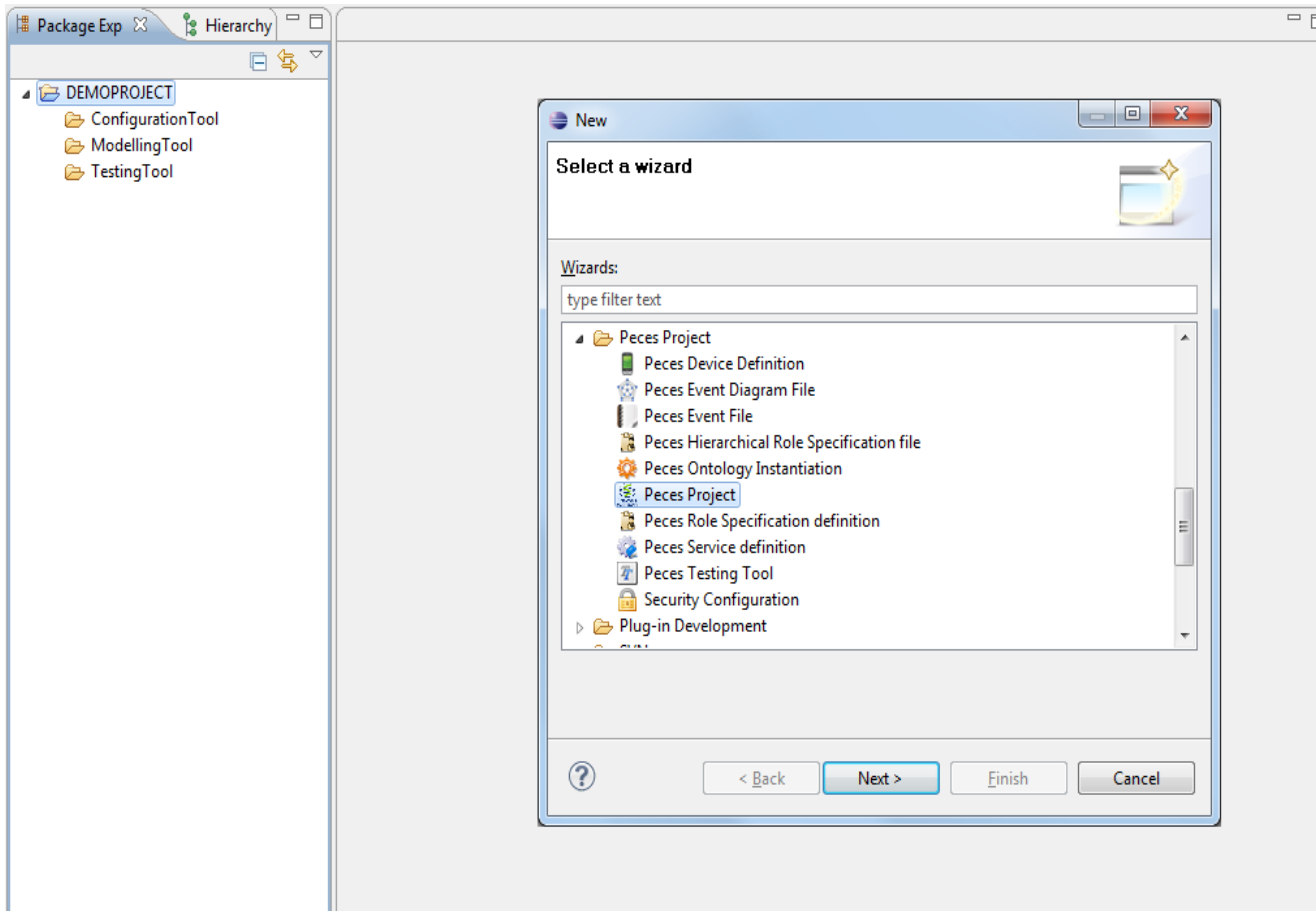 Package Exp
Hierarchy
DEMOPROJECT
ConfigurationTool
ModellingTool
TestingTool
New
Select a wizard
Wizards:
type filter text
Peces Project
Peces Device Definition
Peces Event Diagram File
Peces Event File
Peces Hierarchical Role Specification file
Peces Ontology Instantiation
Peces Project
Peces Role Specification definition
Peces Service definition
Peces Testing Tool
Security Configuration
Plug-in Development
< Back
Next >
Finish
Cancel